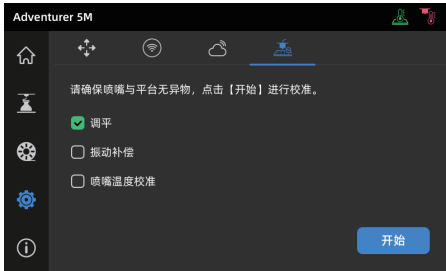 Adventurer 5M
请确保喷嘴与平台无异物，点击【开始】进行校准。
调平
振动补偿
喷嘴温度校准
开始